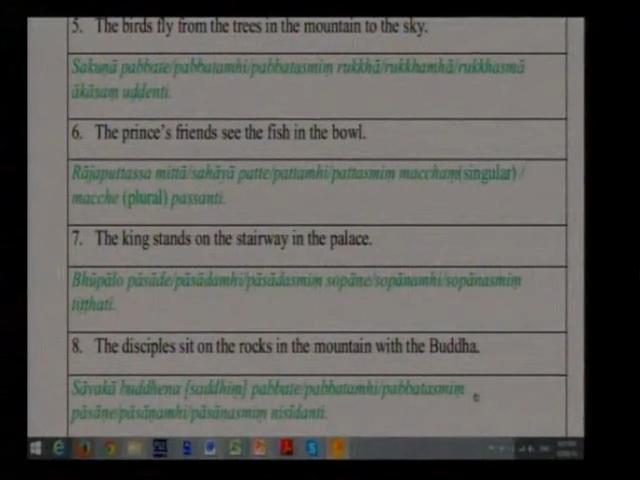 5. The birds fly from the trees in the mountain to the sky.
Sakuṇā pabbate/pabbatamhi/pabbatasmiṃ rukkhā/rukkhamhā/rukkhasmā
ākāsaṃ uḍḍenti.
6. The prince's friends see the fish in the bowl.
Rājaputtassa mittā/sahāyā patte/pattamhi/pattasmiṃ macchaṃ(singular) /
macche (plural) passanti.
7. The king stands on the stairway in the palace.
Bhūpālo pāsāde/pāsādamhi/pāsādasmiṃ sopāne/sopānamhi/sopānasmiṃ
tiṭṭhati.
8. The disciples sit on the rocks in the mountain with the Buddha.
Sāvakā buddhena [saddhiṃ] pabbate/pabbatamhi/pabbatasmiṃ
pāsāṇe/pāsāṇamhi/pāsāṇasmiṃ nisīdanti.